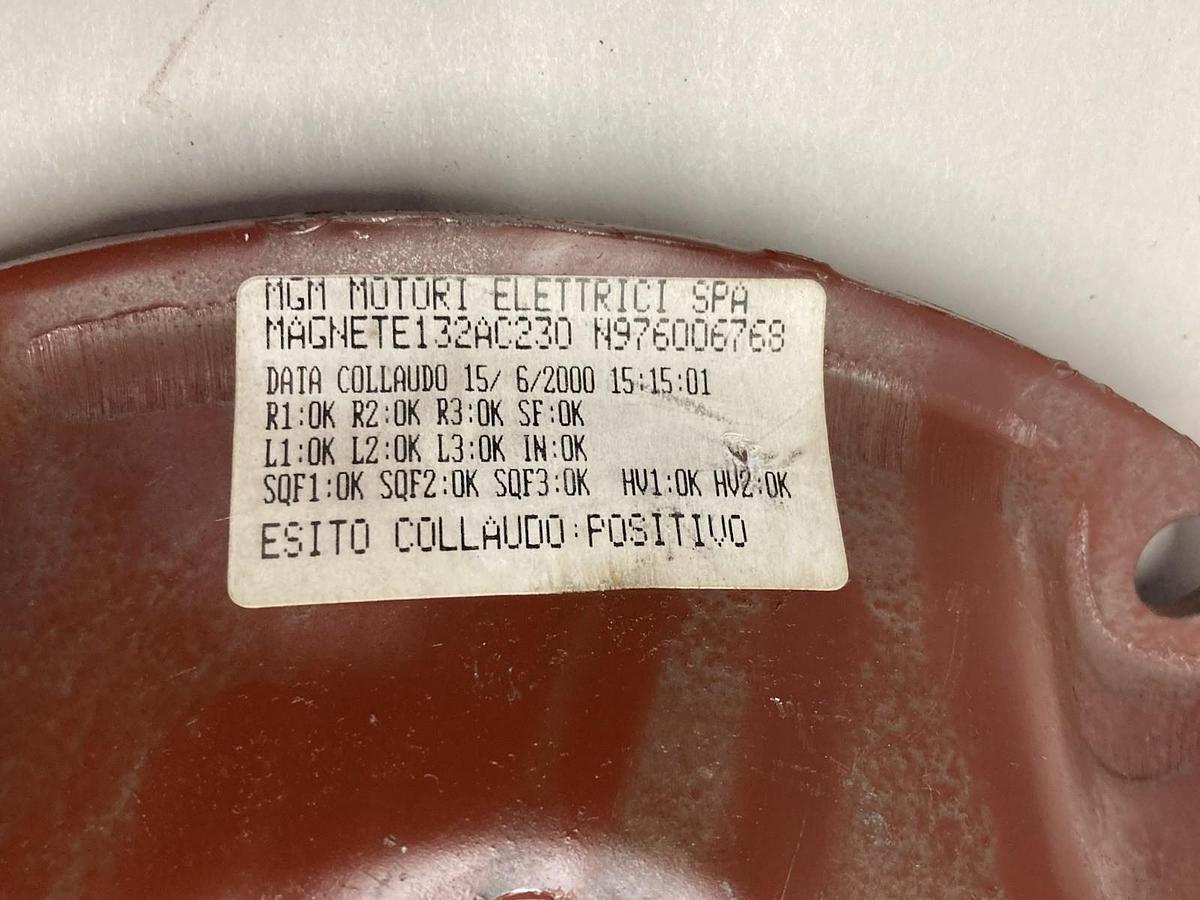 MGM MOTORI ELETTRICI SPA
MAGNETE132AC230 N976006768
DATA COLLAUDO 15/ 6/2000 15:15:01
R1:OK R2:OK R3:OK SF:OK
L1:OK L2:OK L3:OK IN:OK
SQF1:OK SQF2:OK SQF3:OK HV1:OK HV2:OK
ESITO COLLAUDO:POSITIVO